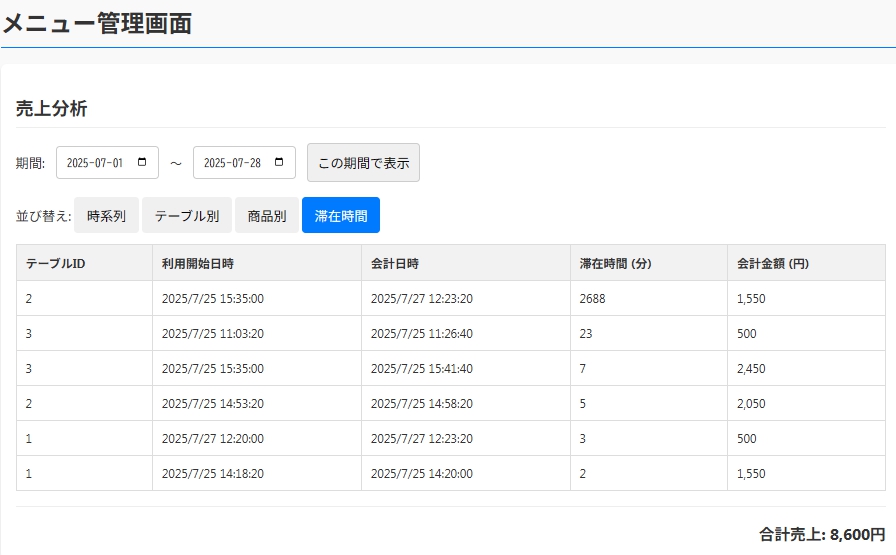 メニュー管理画面
売上分析
期間: 2025-07-01 ～ 2025-07-28 この期間で表示
並び替え: 時系列 テーブル別 商品別 滞在時間
テーブルID 利用開始日時 会計日時 滞在時間 (分) 会計金額 (円)
2 2025/7/25 15:35:00 2025/7/27 12:23:20 2688 1,550
3 2025/7/25 11:03:20 2025/7/25 11:26:40 23 500
3 2025/7/25 15:35:00 2025/7/25 15:41:40 7 2,450
2 2025/7/25 14:53:20 2025/7/25 14:58:20 5 2,050
1 2025/7/27 12:20:00 2025/7/27 12:23:20 3 500
1 2025/7/25 14:18:20 2025/7/25 14:20:00 2 1,550
合計売上: 8,600円